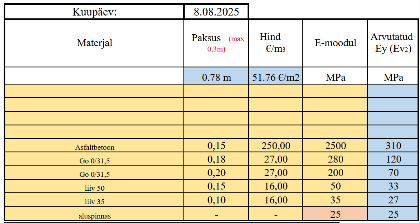 Kuupäev: 8.08.2025
Materjal Paksus (max 0,3m) Hind €/m3 E-moodul Arvutatud Ey (Ev2)
0.78 m 51.76 €/m2 MPa MPa
Asfaltbetoon 0,15 250,00 2500 310
Go 0/31,5 0,18 27,00 280 120
Go 0/31,5 0,20 27,00 200 70
liiv 50 0,15 16,00 50 33
liiv 35 0,10 16,00 35 27
aluspinnas - - 25 25